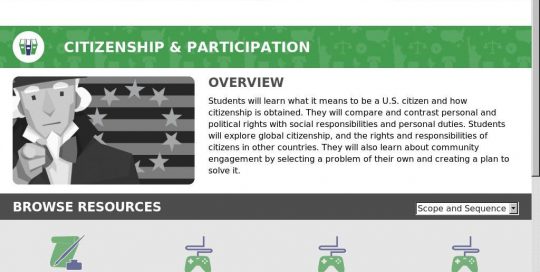 CITIZENSHIP & PARTICIPATION
OVERVIEW
Students will learn what it means to be a U.S. citizen and how
citizenship is obtained. They will compare and contrast personal and
political rights with social responsibilities and personal duties. Students
will explore global citizenship, and the rights and responsibilities of
citizens in other countries. They will also learn about community
engagement by selecting a problem of their own and creating a plan to
solve it.
BROWSE RESOURCES
Scope and Sequence